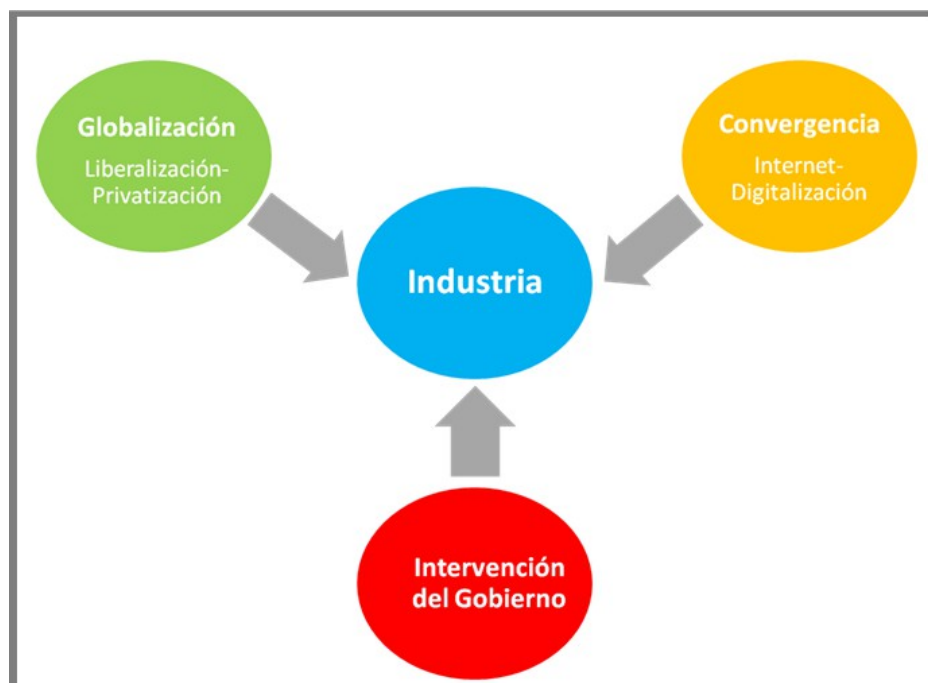 Globalización
Liberalización-
Privatización
Convergencia
Internet-
Digitalización
Industria
Intervención
del Gobierno